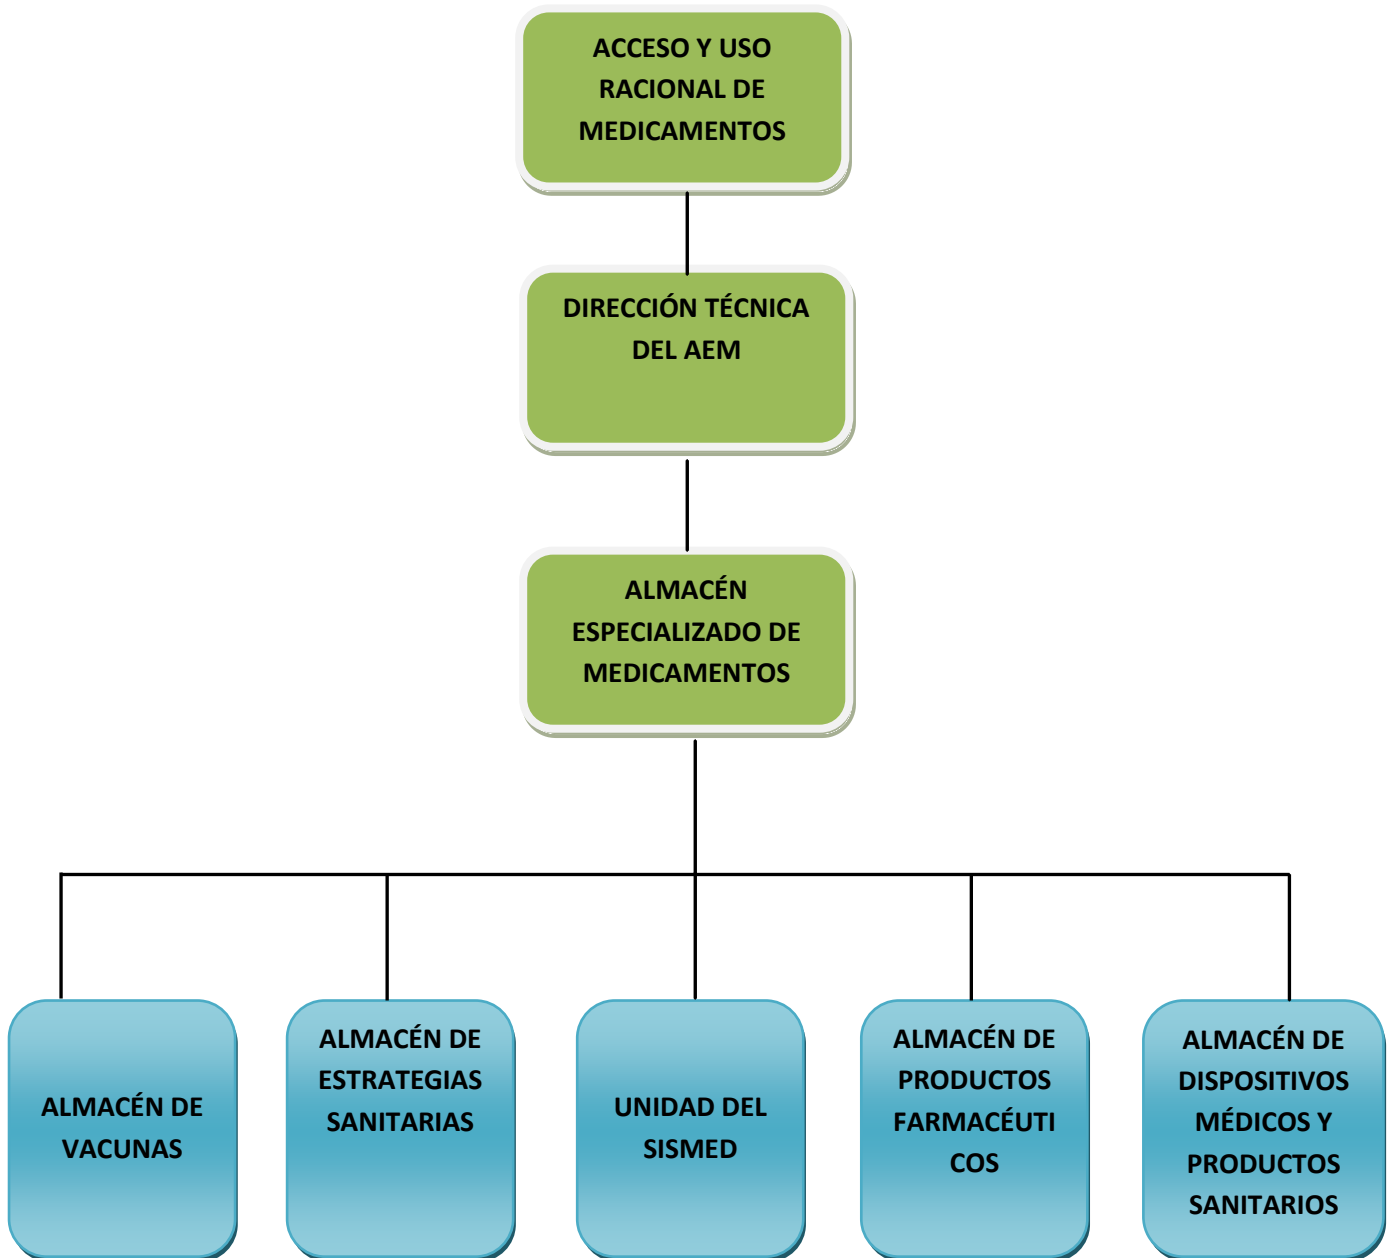 ACCESO Y USO
RACIONAL DE
MEDICAMENTOS
DIRECCIÓN TÉCNICA
DEL AEM
ALMACÉN
ESPECIALIZADO DE
MEDICAMENTOS
ALMACÉN DE
VACUNAS
ALMACÉN DE
ESTRATEGIAS
SANITARIAS
UNIDAD DEL
SISMED
ALMACÉN DE
PRODUCTOS
FARMACÉUTI
COS
ALMACÉN DE
DISPOSITIVOS
MÉDICOS Y
PRODUCTOS
SANITARIOS